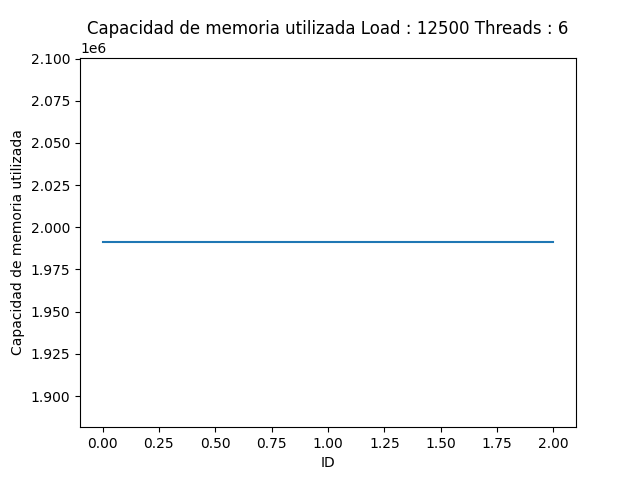 Capacidad de memoria utilizada Load : 12500 Threads : 6
1e6
2.100
2.075
2.050
2.025
2.000
1.975
1.950
1.925
1.900
Capacidad de memoria utilizada
0.00 0.25 0.50 0.75 1.00 1.25 1.50 1.75 2.00
ID